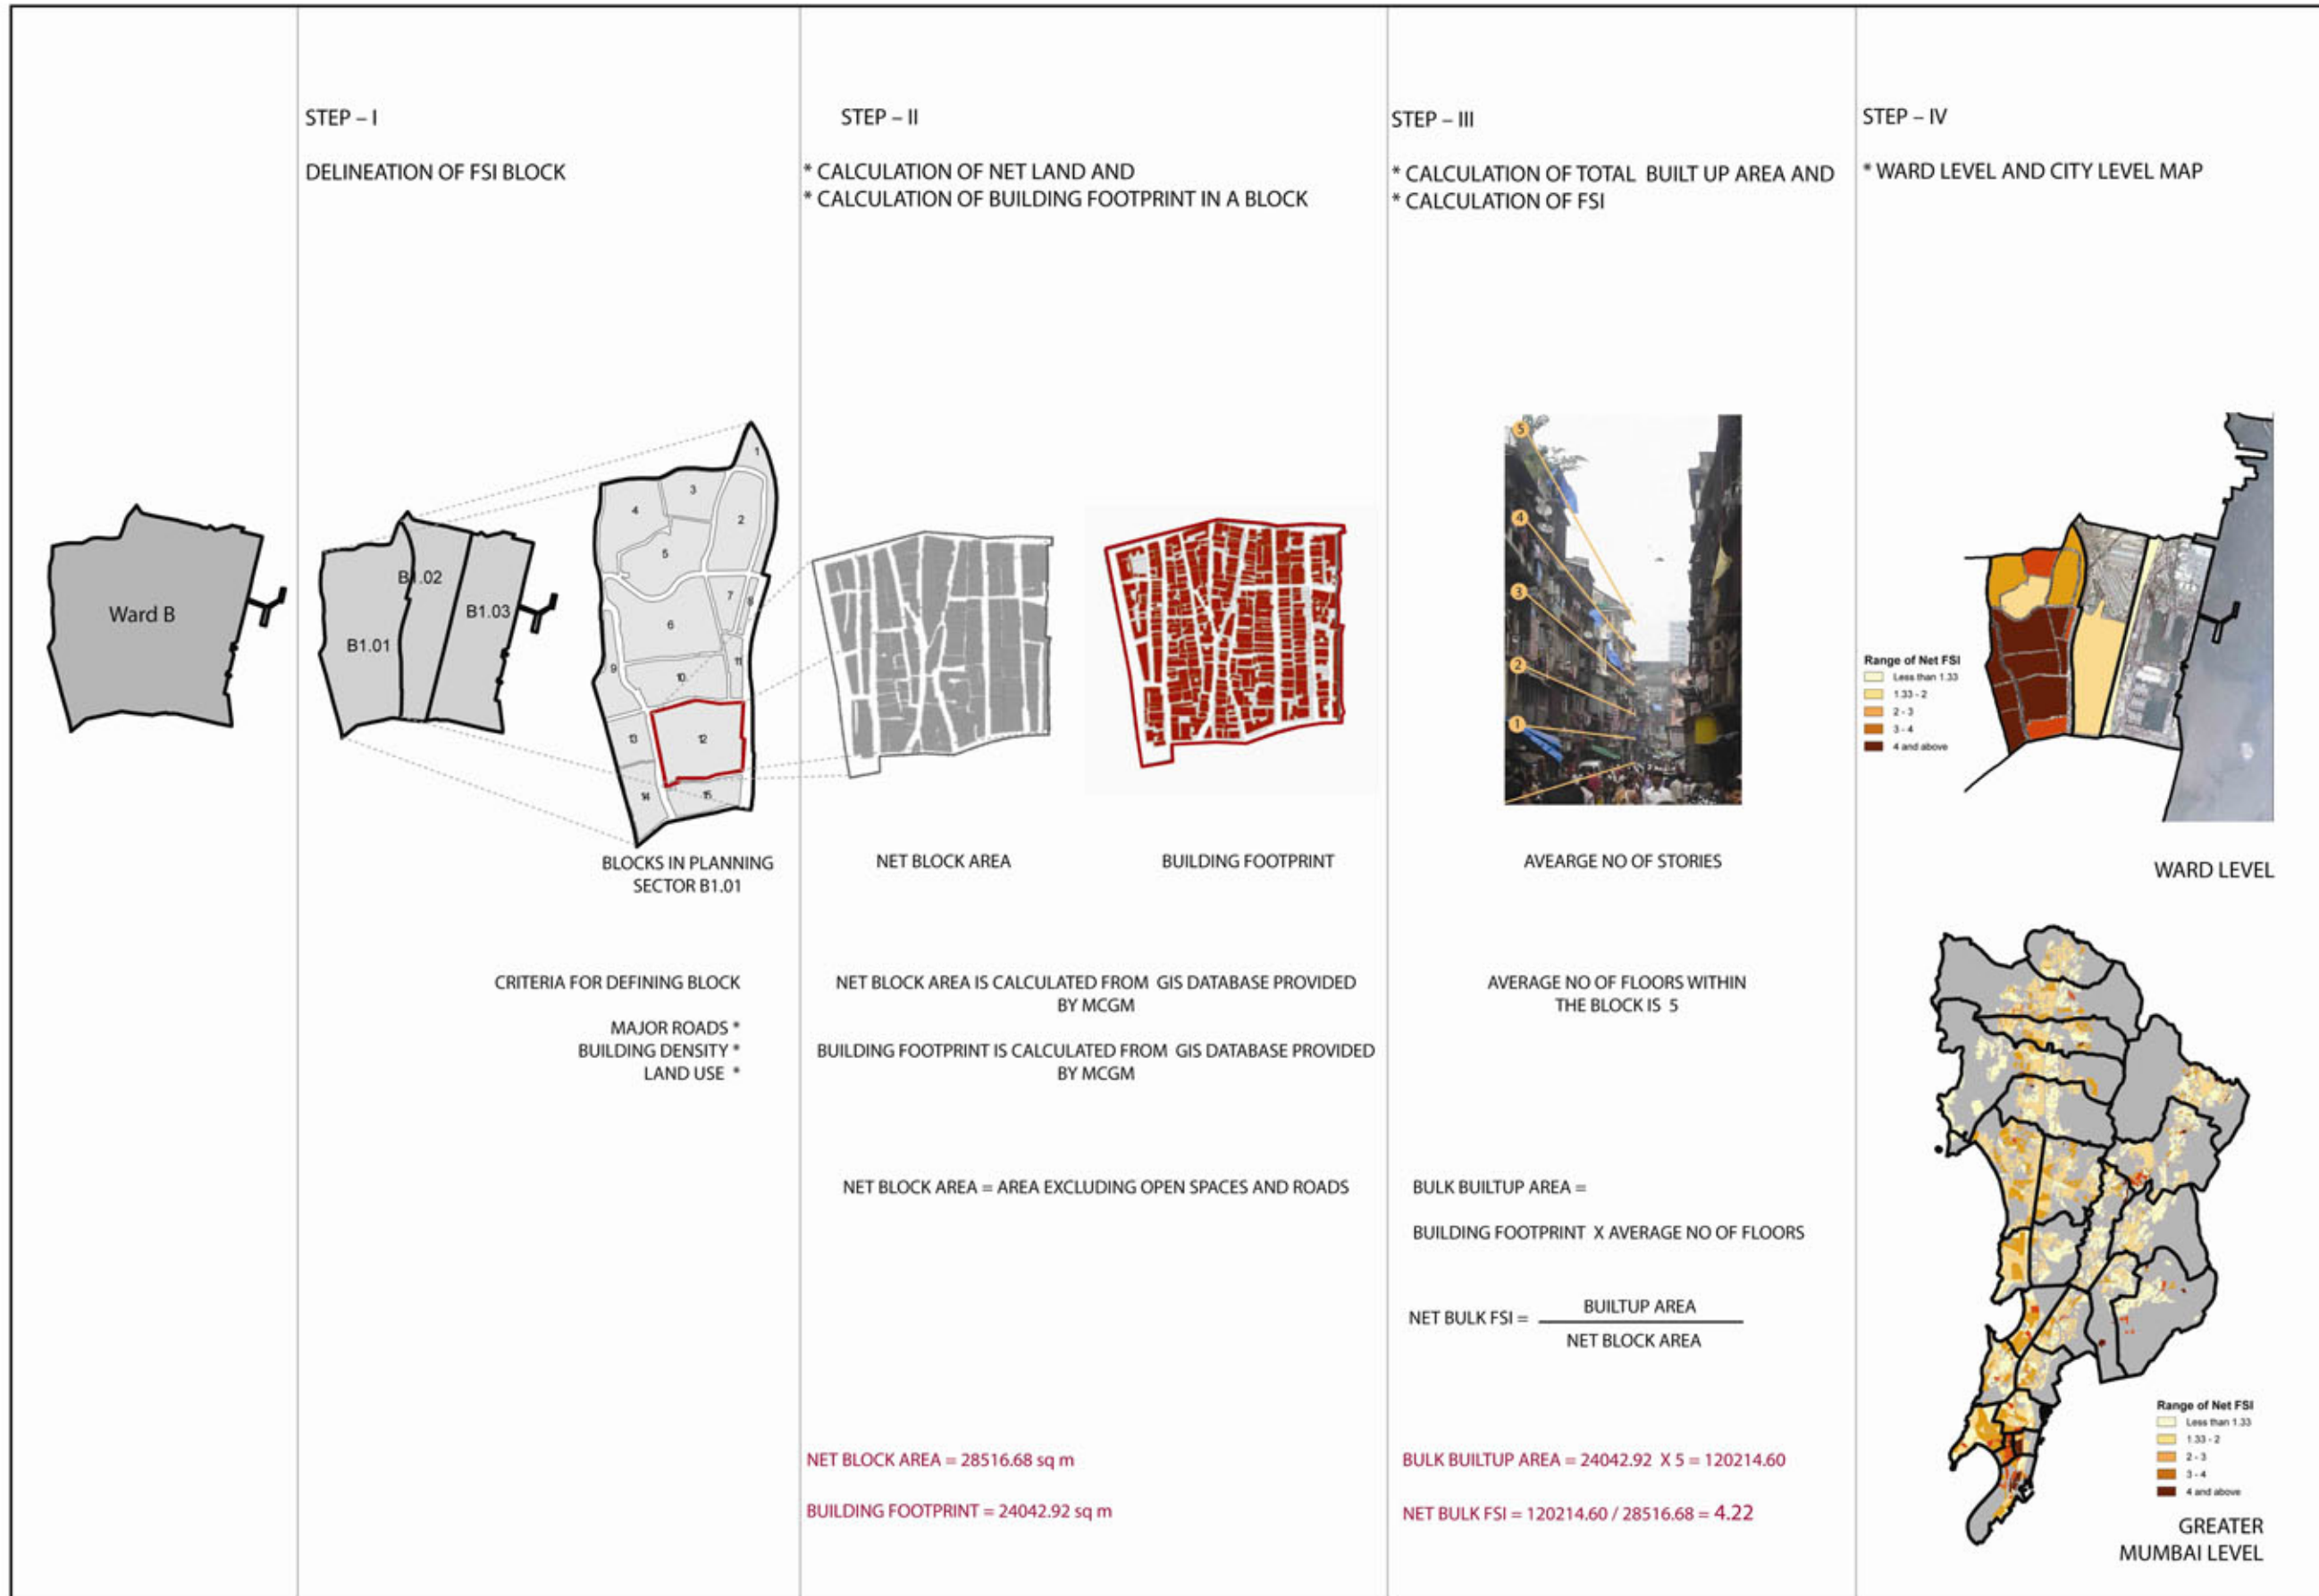 Ward B
STEP – I
DELINEATION OF FSI BLOCK
B1.01
B1.02
B1.03
1
2
3
4
5
6
7
8
9
10
11
12
13
14
15
BLOCKS IN PLANNING
SECTOR B1.01
CRITERIA FOR DEFINING BLOCK
MAJOR ROADS *
BUILDING DENSITY *
LAND USE *
STEP – II
* CALCULATION OF NET LAND AND
* CALCULATION OF BUILDING FOOTPRINT IN A BLOCK
NET BLOCK AREA
BUILDING FOOTPRINT
NET BLOCK AREA IS CALCULATED FROM GIS DATABASE PROVIDED
BY MCGM
BUILDING FOOTPRINT IS CALCULATED FROM GIS DATABASE PROVIDED
BY MCGM
NET BLOCK AREA = AREA EXCLUDING OPEN SPACES AND ROADS
NET BLOCK AREA = 28516.68 sq m
BUILDING FOOTPRINT = 24042.92 sq m
STEP – III
* CALCULATION OF TOTAL BUILT UP AREA AND
* CALCULATION OF FSI
5
4
3
2
1
AVEARGE NO OF STORIES
AVERAGE NO OF FLOORS WITHIN
THE BLOCK IS 5
BULK BUILTUP AREA =
BUILDING FOOTPRINT X AVERAGE NO OF FLOORS
NET BULK FSI =
BUILTUP AREA
NET BLOCK AREA
BULK BUILTUP AREA = 24042.92 X 5 = 120214.60
NET BULK FSI = 120214.60 / 28516.68 = 4.22
STEP – IV
* WARD LEVEL AND CITY LEVEL MAP
Range of Net FSI
Less than 1.33
1.33 - 2
2 - 3
3 - 4
4 and above
WARD LEVEL
Range of Net FSI
Less than 1.33
1.33 - 2
2 - 3
3 - 4
4 and above
GREATER
MUMBAI LEVEL